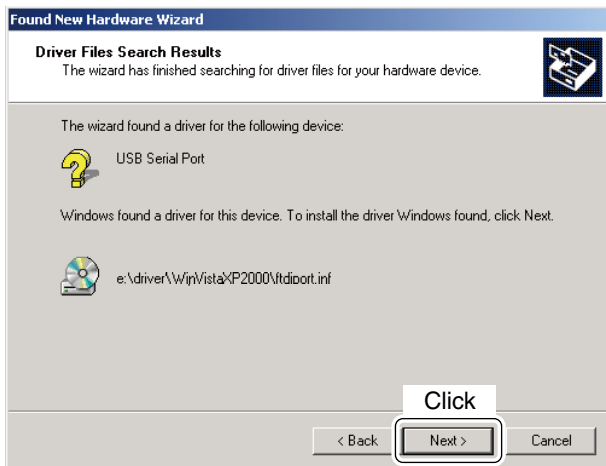 Found New Hardware Wizard
Driver Files Search Results
The wizard has finished searching for driver files for your hardware device.
The wizard found a driver for the following device:
USB Serial Port
Windows found a driver for this device. To install the driver Windows found, click Next.
e:\driver\WinVistaXP2000\ftdiport.inf
Click
< Back Next > Cancel